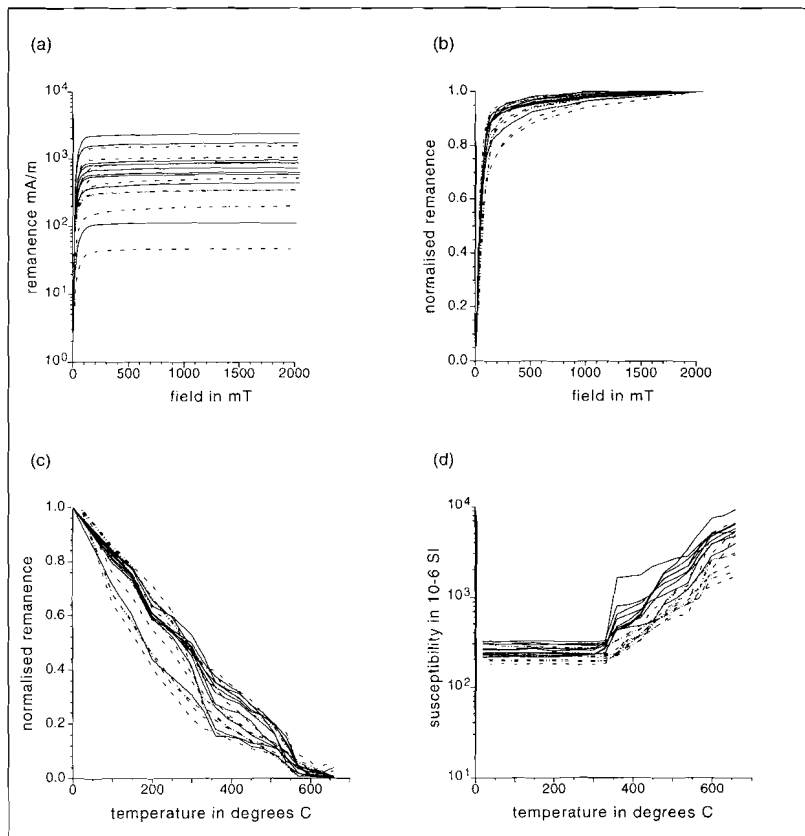 (a)
10⁴
10³
10²
10¹
10⁰
remanence mA/m
0 500 1000 1500 2000
field in mT
(b)
1.0
0.8
0.6
0.4
0.2
0.0
normalised remanence
0 500 1000 1500 2000
field in mT
(c)
1.0
0.8
0.6
0.4
0.2
0.0
normalised remanence
0 200 400 600
temperature in degrees C
(d)
10⁴
10³
10²
10¹
susceptibility in 10-6 SI
0 200 400 600
temperature in degrees C